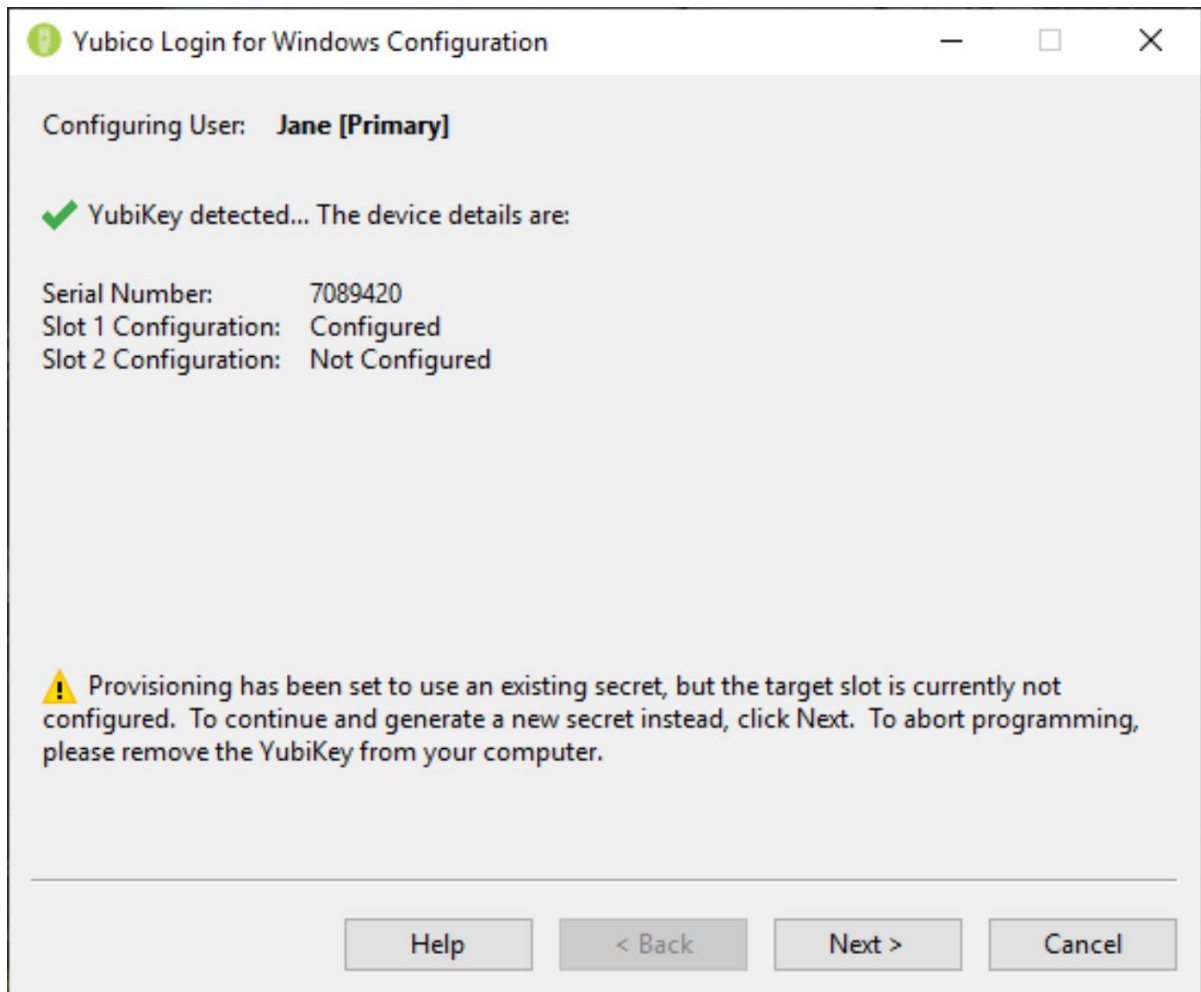 Yubico Login for Windows Configuration
Configuring User: Jane [Primary]
YubiKey detected... The device details are:
Serial Number: 7089420
Slot 1 Configuration: Configured
Slot 2 Configuration: Not Configured
Provisioning has been set to use an existing secret, but the target slot is currently not
configured. To continue and generate a new secret instead, click Next. To abort programming,
please remove the YubiKey from your computer.
Help < Back Next > Cancel